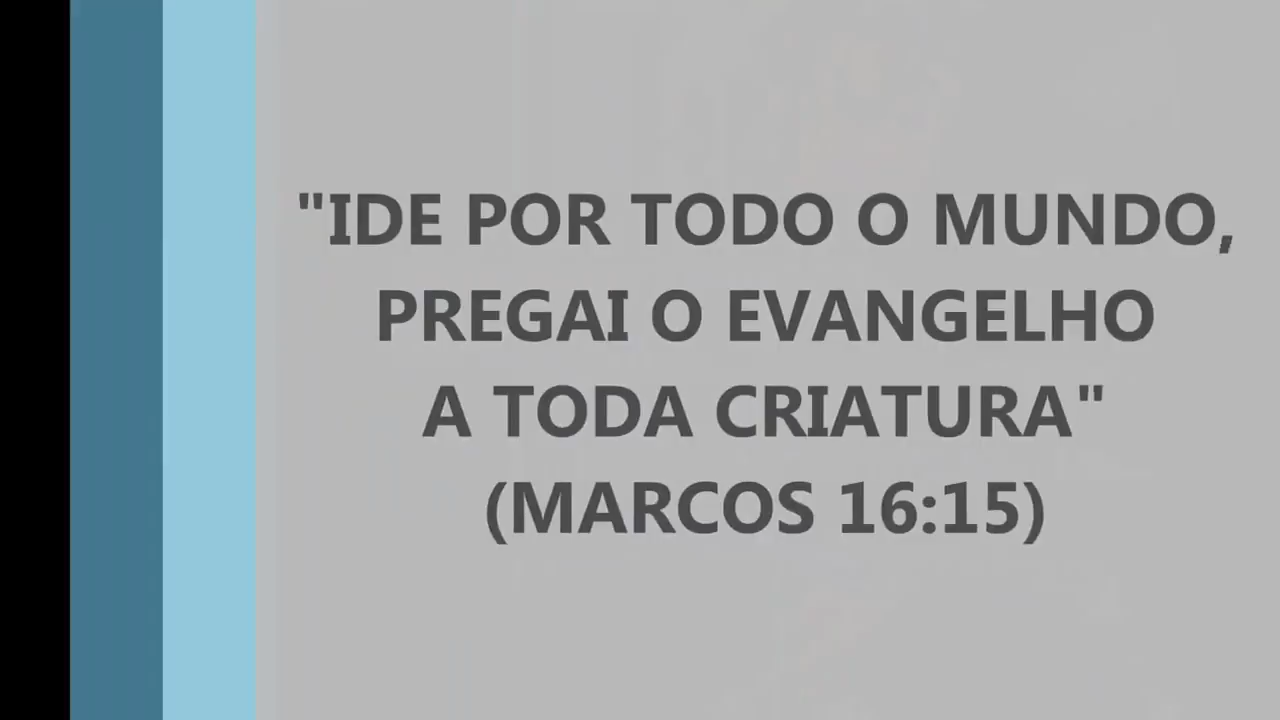 "IDE POR TODO O MUNDO,
PREGAI O EVANGELHO
A TODA CRIATURA"
(MARCOS 16:15)